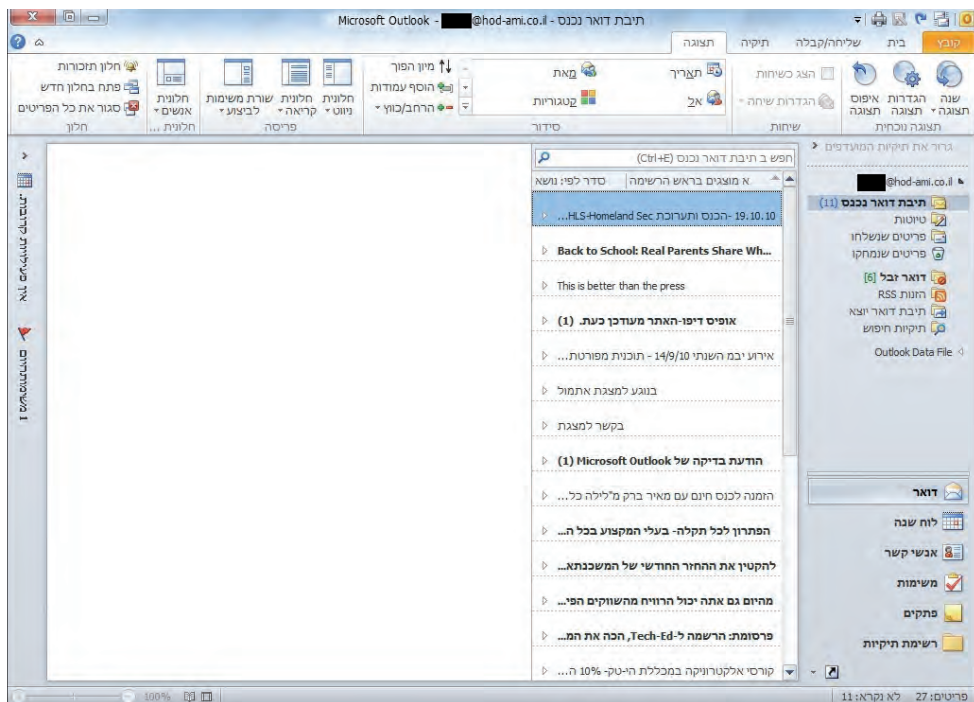 תיבת דואר נכנס - @hod-ami.co.il - Microsoft Outlook
קובץ בית שליחה/קבלה תיקיה תצוגה
שנה תצוגה
הגדרות תצוגה
איפוס תצוגה
תצוגה נוכחית
הצג כשיחות
הגדרות שיחה
שיחות
תאריך
מאת
אל
קטגוריות
מיון הפוך
הוסף עמודות
הרחב/כווץ
סידור
חלונית ניווט
חלונית קריאה
שורת משימות לביצוע
פריסה
חלונית אנשים
חלונית ...
חלון תזכורות
פתח בחלון חדש
סגור את כל הפריטים
חלון
גרור את תיקיות המועדפים
@hod-ami.co.il
תיבת דואר נכנס (11)
טיוטות
פריטים שנשלחו
פריטים שנמחקו
דואר זבל [6]
הזנות RSS
תיבת דואר יוצא
תיקיות חיפוש
Outlook Data File
דואר
לוח שנה
אנשי קשר
משימות
פתקים
רשימת תיקיות
חפש ב תיבת דואר נכנס (Ctrl+E)
סדר לפי: נושא
א מוצגים בראש הרשימה
19.10.10 -הכנס ותערוכת HLS-Homeland Sec...
Back to School: Real Parents Share Wh...
This is better than the press
אופיס דיפו-האתר מעודכן כעת. (1)
אירוע יבמ השנתי 14/9/10 - תוכנית מפורטת...
בנוגע למצגת אתמול
בקשר למצגת
הודעת בדיקה של Microsoft Outlook (1)
הזמנה לכנס חינם עם מאיר ברק מ"לילה כל...
הפתרון לכל תקלה- בעלי המקצוע בכל ה...
להקטין את ההחזר החודשי של המשכנתא...
מהיום גם אתה יכול הרוויח מהשווקים הפי...
פרסומת: הרשמה ל-Tech-Ed, הכה את המ...
קורסי אלקטרוניקה במכללת הי-טק- 10% ה...
אין פעילויות קרובות.
1 משימות
פריטים: 27 לא נקרא: 11
100%